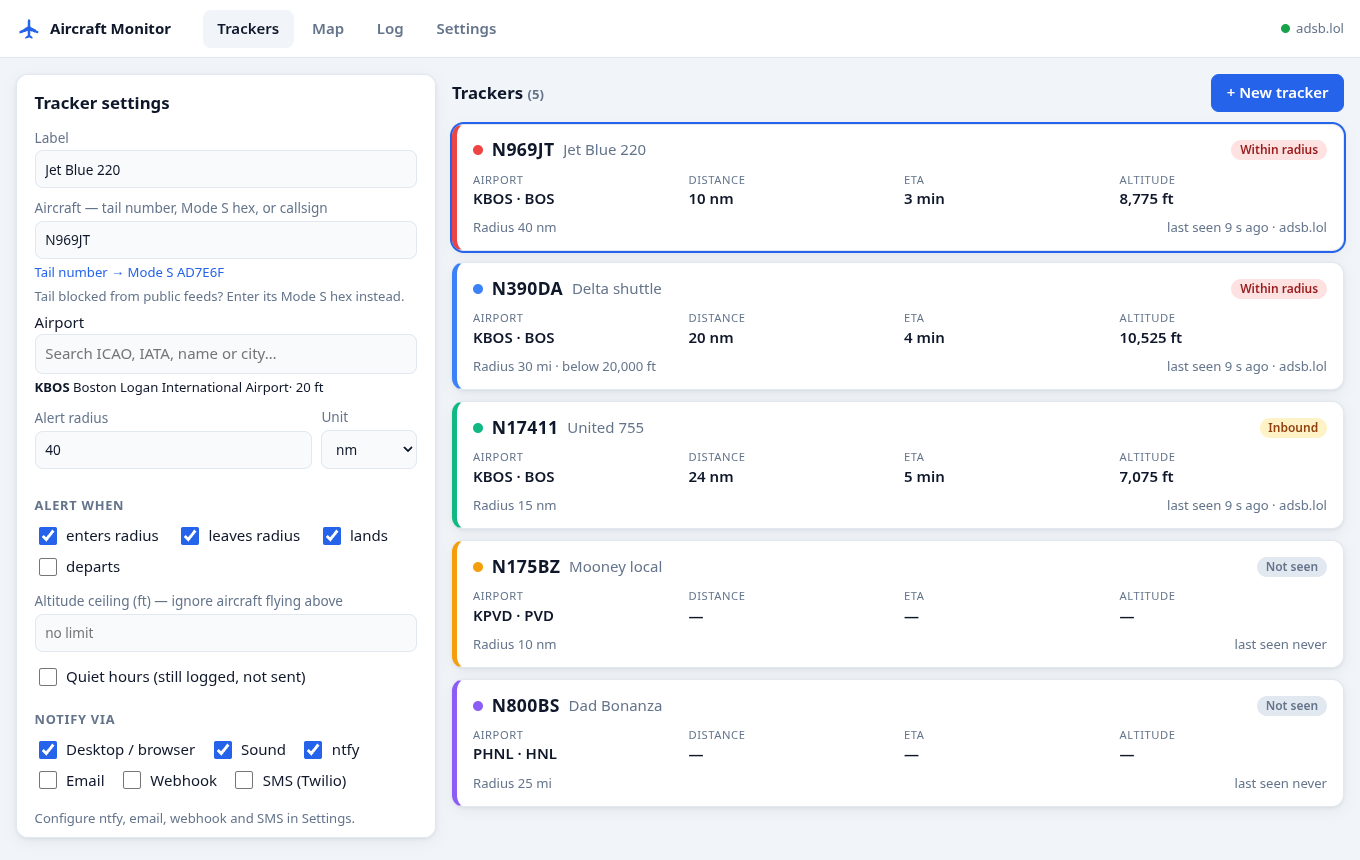 Aircraft Monitor
Trackers
Map
Log
Settings
adsb.lol
Tracker settings
Label
Jet Blue 220
Aircraft — tail number, Mode S hex, or callsign
N969JT
Tail number → Mode S AD7E6F
Tail blocked from public feeds? Enter its Mode S hex instead.
Airport
Search ICAO, IATA, name or city...
KBOS Boston Logan International Airport· 20 ft
Alert radius
Unit
40
nm
ALERT WHEN
enters radius
leaves radius
lands
departs
Altitude ceiling (ft) — ignore aircraft flying above
no limit
Quiet hours (still logged, not sent)
NOTIFY VIA
Desktop / browser
Sound
ntfy
Email
Webhook
SMS (Twilio)
Configure ntfy, email, webhook and SMS in Settings.
Trackers (5)
+ New tracker
N969JT Jet Blue 220
Within radius
AIRPORT DISTANCE ETA ALTITUDE
KBOS · BOS 10 nm 3 min 8,775 ft
Radius 40 nm
last seen 9 s ago · adsb.lol
N390DA Delta shuttle
Within radius
AIRPORT DISTANCE ETA ALTITUDE
KBOS · BOS 20 nm 4 min 10,525 ft
Radius 30 mi · below 20,000 ft
last seen 9 s ago · adsb.lol
N17411 United 755
Inbound
AIRPORT DISTANCE ETA ALTITUDE
KBOS · BOS 24 nm 5 min 7,075 ft
Radius 15 nm
last seen 9 s ago · adsb.lol
N175BZ Mooney local
Not seen
AIRPORT DISTANCE ETA ALTITUDE
KPVD · PVD — — —
Radius 10 nm
last seen never
N800BS Dad Bonanza
Not seen
AIRPORT DISTANCE ETA ALTITUDE
PHNL · HNL — — —
Radius 25 mi
last seen never